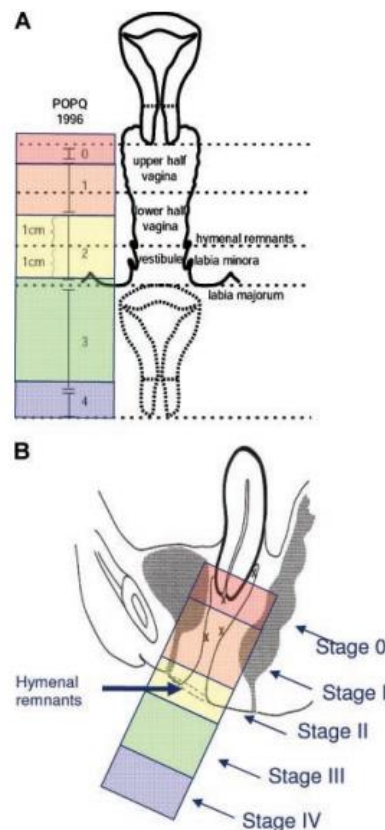 A
POPQ
1996
0
upper half
vagina
1
lower half
vagina
1cm
2
hymenal remnants
1cm
vestibule
labia minora
labia majorum
3
4
B
x
x x
Stage 0
Stage I
Hymenal
remnants
Stage II
Stage III
Stage IV